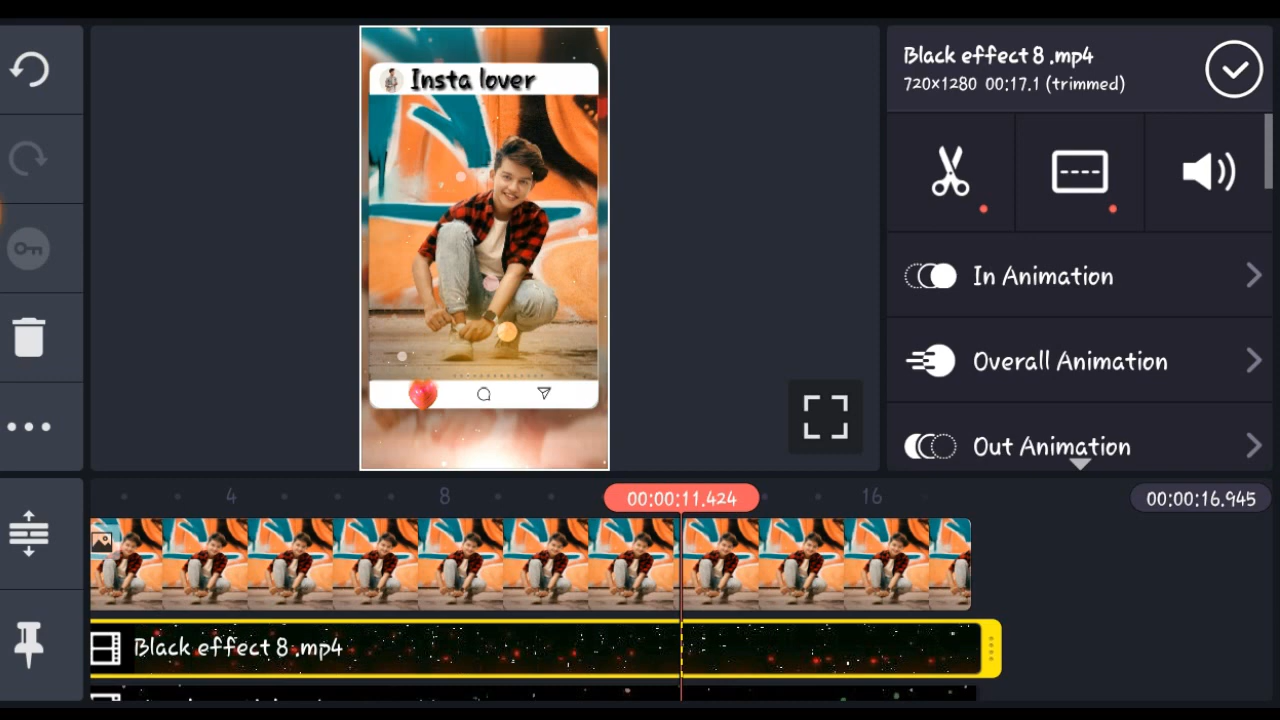 Insta lover
Black effect 8 .mp4
720x1280 00:17.1 (trimmed)
In Animation
Overall Animation
Out Animation
4
8
00:00:11.424
16
00:00:16.945
Black effect 8 .mp4